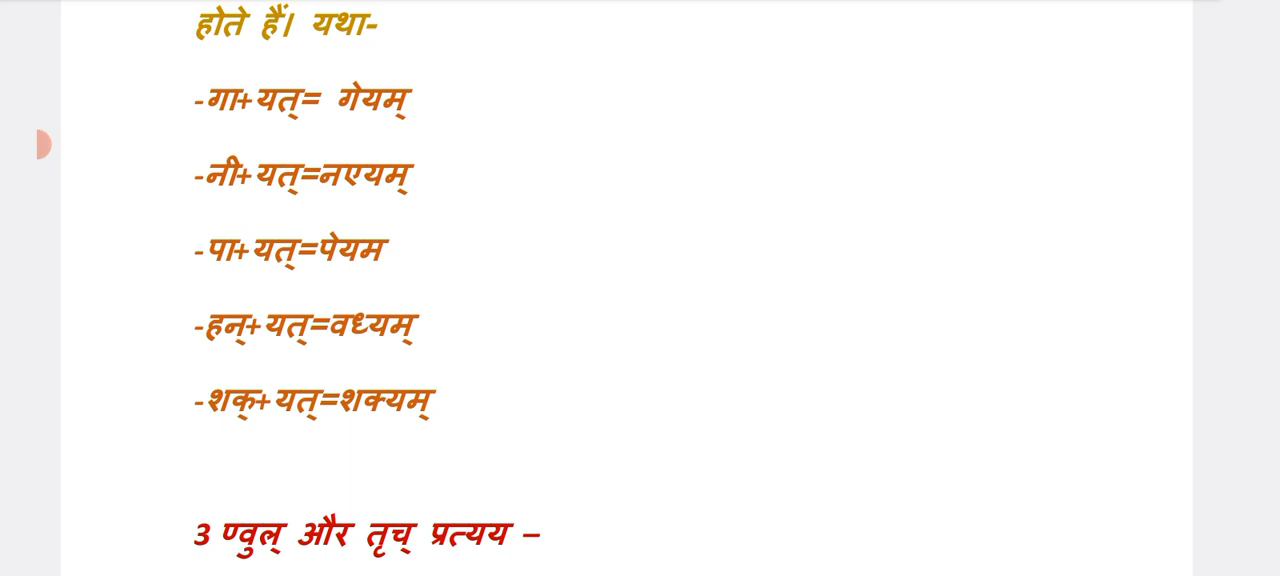 होते हैं। यथा-
-गा+यत्= गेयम्
-नी+यत्=नएयम्
-पा+यत्=पेयम
-हन्+यत्=वध्यम्
-शक्+यत्=शक्यम्
3 ण्वुल् और तृच् प्रत्यय –